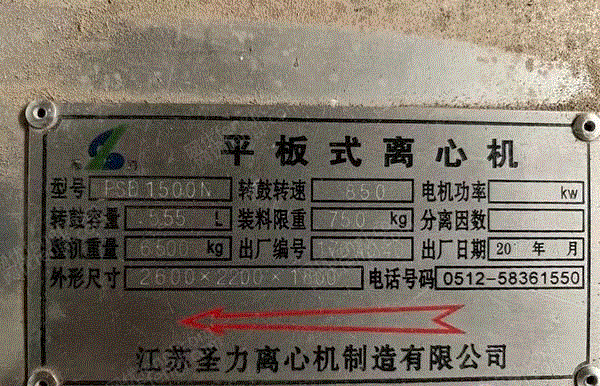 平板式离心机
型号 PSB1500N 转鼓转速 850 电机功率 kw
转鼓容量 555 L 装料限重 750 kg 分离因数
整机重量 6500 kg 出厂编号 出厂日期 20 年 月
外形尺寸 2600×2200×1800 电话号码 0512-58361550
江苏圣力离心机制造有限公司